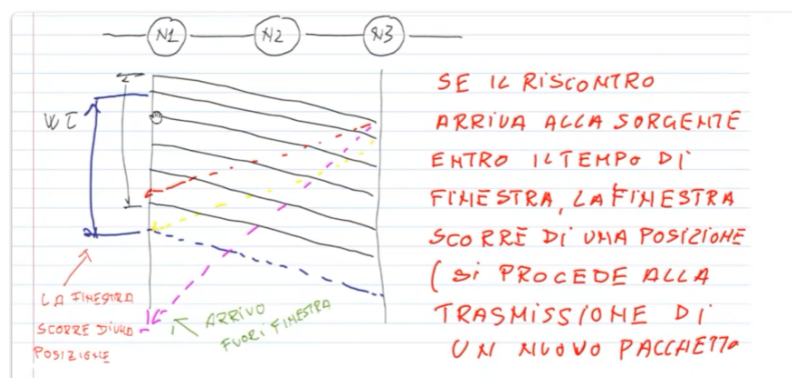 N1 N2 N3
Wτ
SE IL RISCONTRO
ARRIVA ALLA SORGENTE
ENTRO IL TEMPO DI
FINESTRA, LA FINESTRA
SCORRE DI UNA POSIZIONE
(SI PROCEDE ALLA
TRASMISSIONE DI
UN NUOVO PACCHETTO
LA FINESTRA
SCORRE DI UNA
POSIZIONE
ARRIVO
FUORI FINESTRA